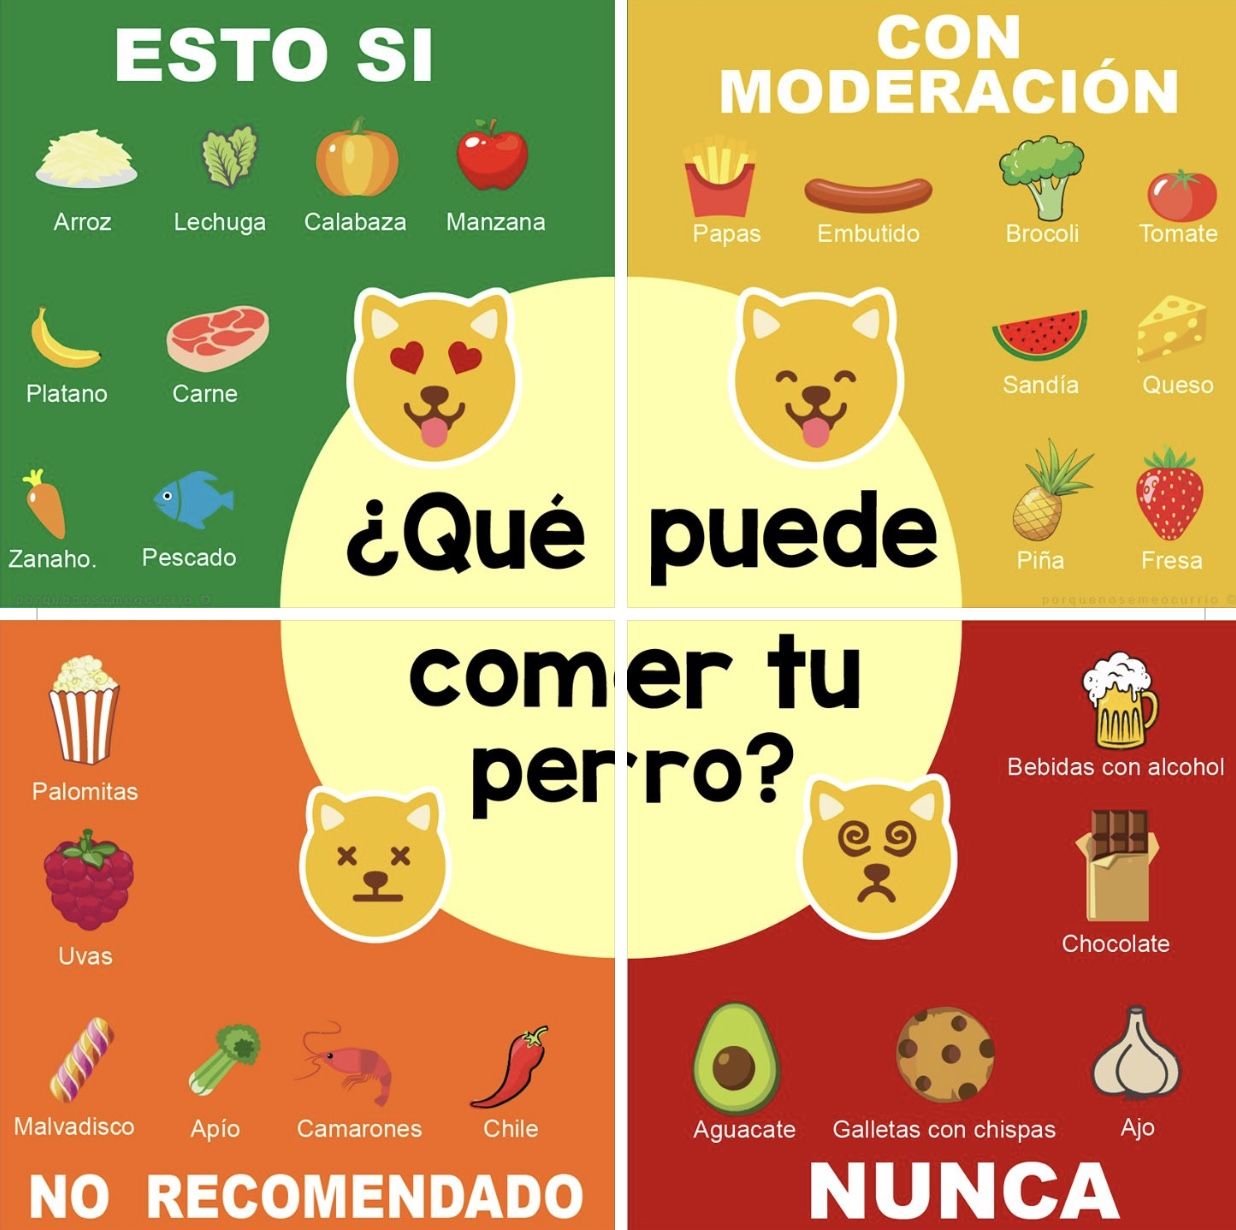 ESTO SI
Arroz
Lechuga
Calabaza
Manzana
Platano
Carne
Zanaho.
Pescado
porquenosemeocurrio ©
CON
MODERACIÓN
Papas
Embutido
Brocoli
Tomate
Sandía
Queso
Piña
Fresa
porquenosemeocurrio ©
¿Qué puede
comer tu
perro?
Palomitas
Uvas
Malvadisco
Apío
Camarones
Chile
NO RECOMENDADO
Bebidas con alcohol
Chocolate
Aguacate
Galletas con chispas
Ajo
NUNCA